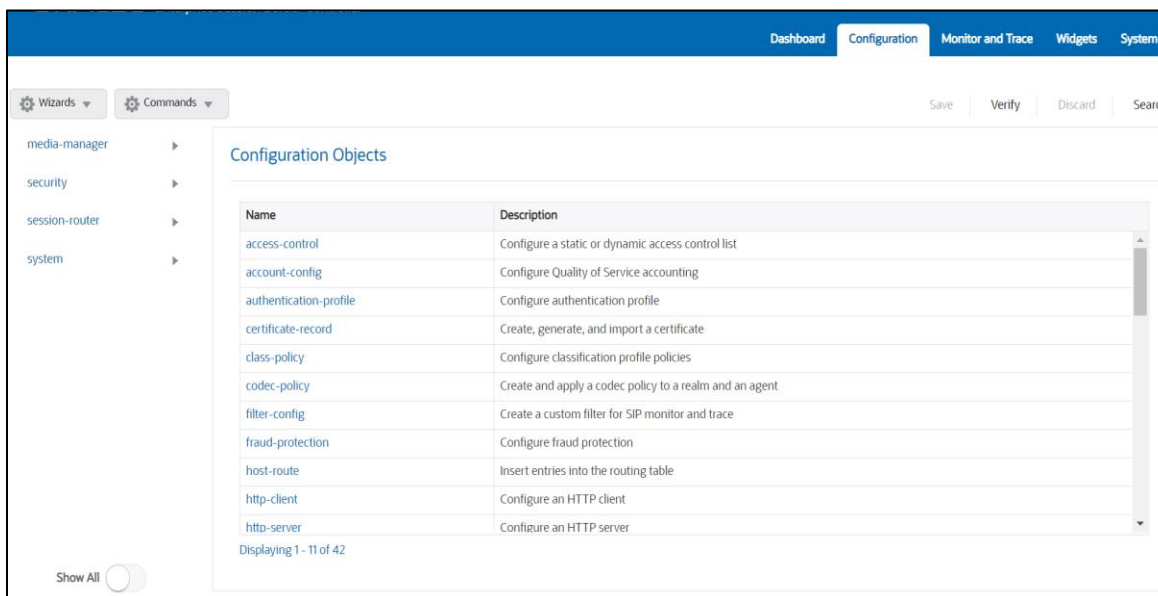 Dashboard Configuration Monitor and Trace Widgets System
Wizards Commands Save Verify Discard Sear
media-manager
security
session-router
system
Configuration Objects
Name Description
access-control Configure a static or dynamic access control list
account-config Configure Quality of Service accounting
authentication-profile Configure authentication profile
certificate-record Create, generate, and import a certificate
class-policy Configure classification profile policies
codec-policy Create and apply a codec policy to a realm and an agent
filter-config Create a custom filter for SIP monitor and trace
fraud-protection Configure fraud protection
host-route Insert entries into the routing table
http-client Configure an HTTP client
http-server Configure an HTTP server
Displaying 1 - 11 of 42
Show All